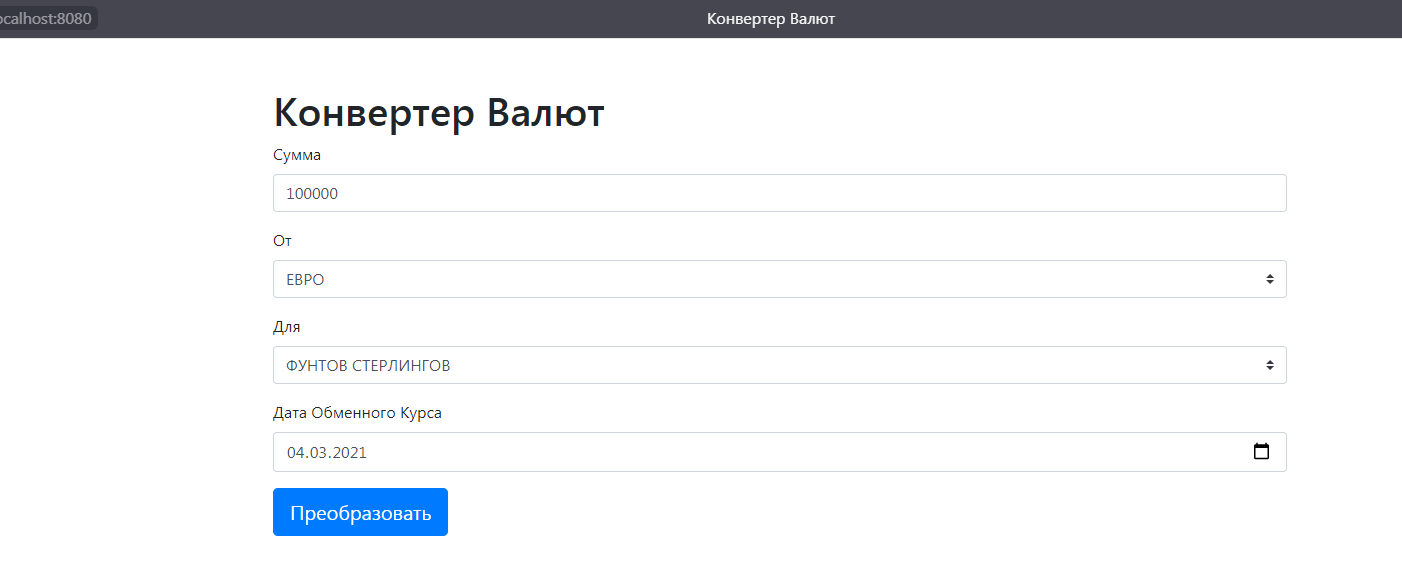 ocalhost:8080
Конвертер Валют
Конвертер Валют
Сумма
100000
От
ЕВРО
Для
ФУНТОВ СТЕРЛИНГОВ
Дата Обменного Курса
04.03.2021
Преобразовать